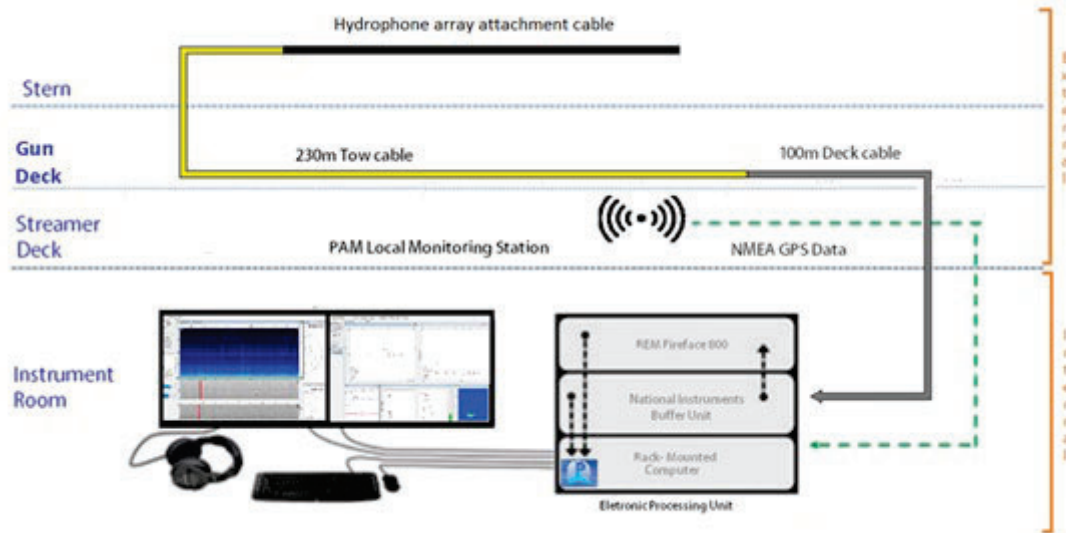 Hydrophone array attachment cable
Stern
Gun
Deck
230m Tow cable
100m Deck cable
Streamer
Deck
PAM Local Monitoring Station
NMEA GPS Data
Instrument
Room
REM Fireface 800
National Instruments
Buffer Unit
Rack- Mounted
Computer
Eletronic Processing Unit